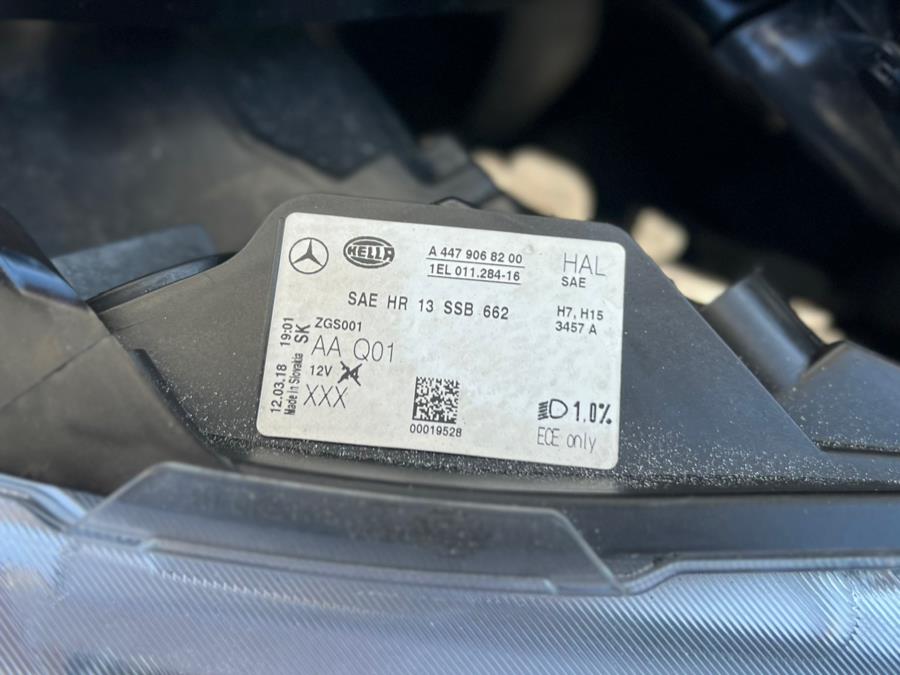 HELLA
A 447 906 82 00
1EL 011.284-16
HAL
SAE
SAE HR 13 SSB 662
H7, H15
3457 A
12.03.18 19:01
Made in Slovakia SK
ZGS001
AA Q01
12V
XXX
00019528
1.0%
ECE only